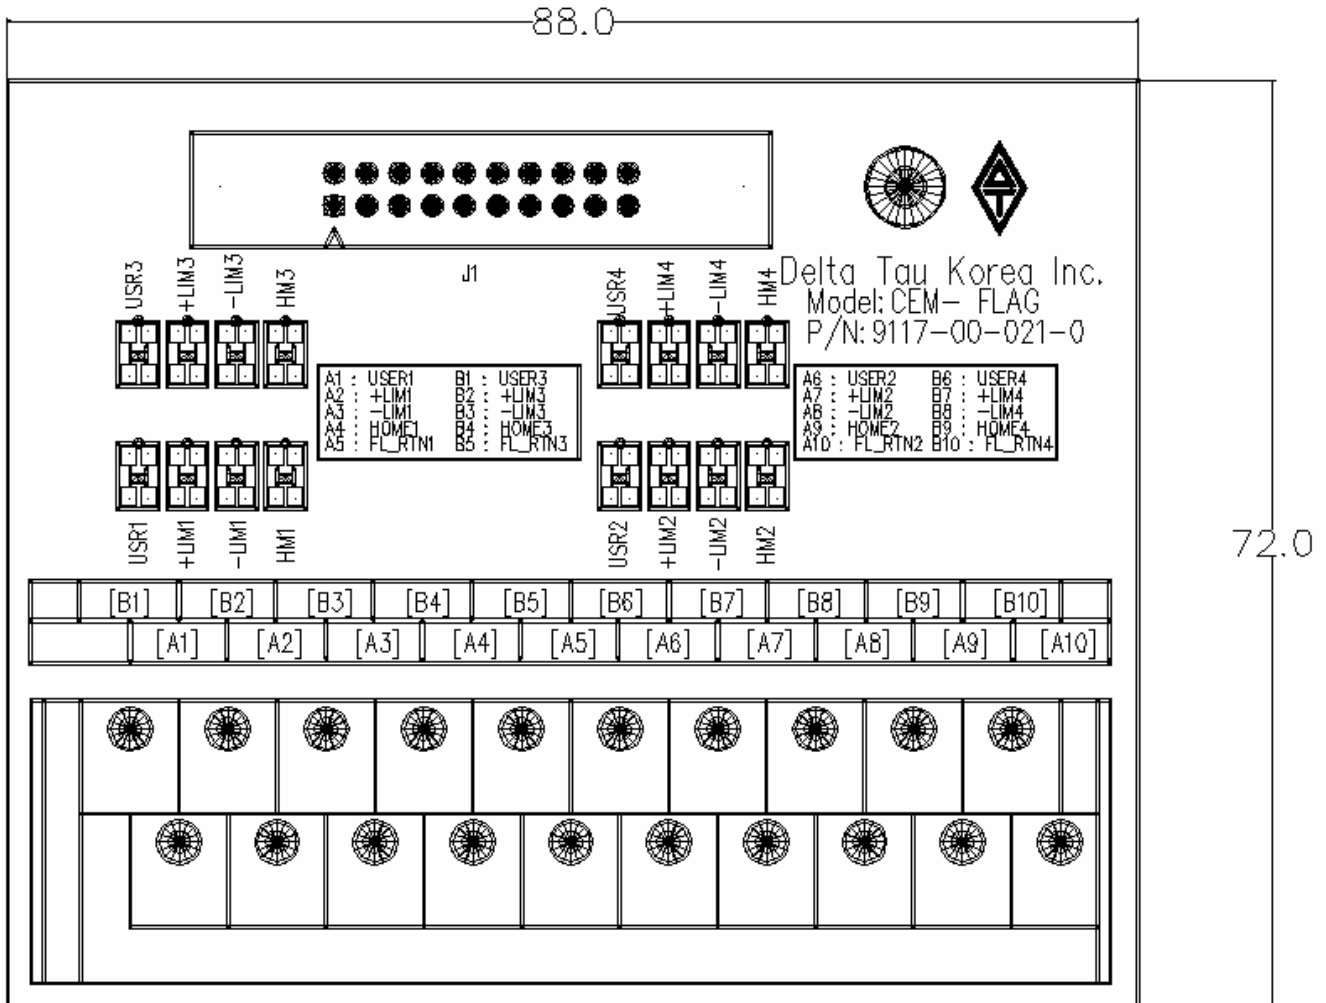 88.0
J1
USR3 +LIM3 -LIM3 HM3
USR4 +LIM4 -LIM4 HM4
Delta Tau Korea Inc.
Model: CEM- FLAG
P/N: 9117-00-021-0
A1 : USER1 B1 : USER3
A2 : +LIM1 B2 : +LIM3
A3 : -LIM1 B3 : -LIM3
A4 : HOME1 B4 : HOME3
A5 : FL_RTN1 B5 : FL_RTN3
A6 : USER2 B6 : USER4
A7 : +LIM2 B7 : +LIM4
A8 : -LIM2 B8 : -LIM4
A9 : HOME2 B9 : HOME4
A10 : FL_RTN2 B10 : FL_RTN4
USR1 +LIM1 -LIM1 HM1
USR2 +LIM2 -LIM2 HM2
72.0
[B1] [B2] [B3] [B4] [B5] [B6] [B7] [B8] [B9] [B10]
[A1] [A2] [A3] [A4] [A5] [A6] [A7] [A8] [A9] [A10]